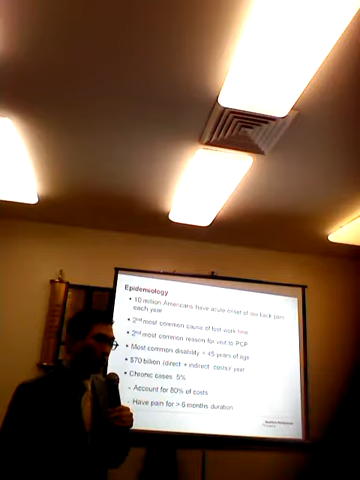 Epidemiology
• 10 million Americans have acute onset of low back pain
each year
• 2nd most common cause of lost work time
• 2nd most common reason for visit to PCP
• Most common disability < 45 years of age
• $70 billion (direct + indirect costs)/ year
• Chronic cases 5%
- Account for 80% of costs
- Have pain for > 6 months duration